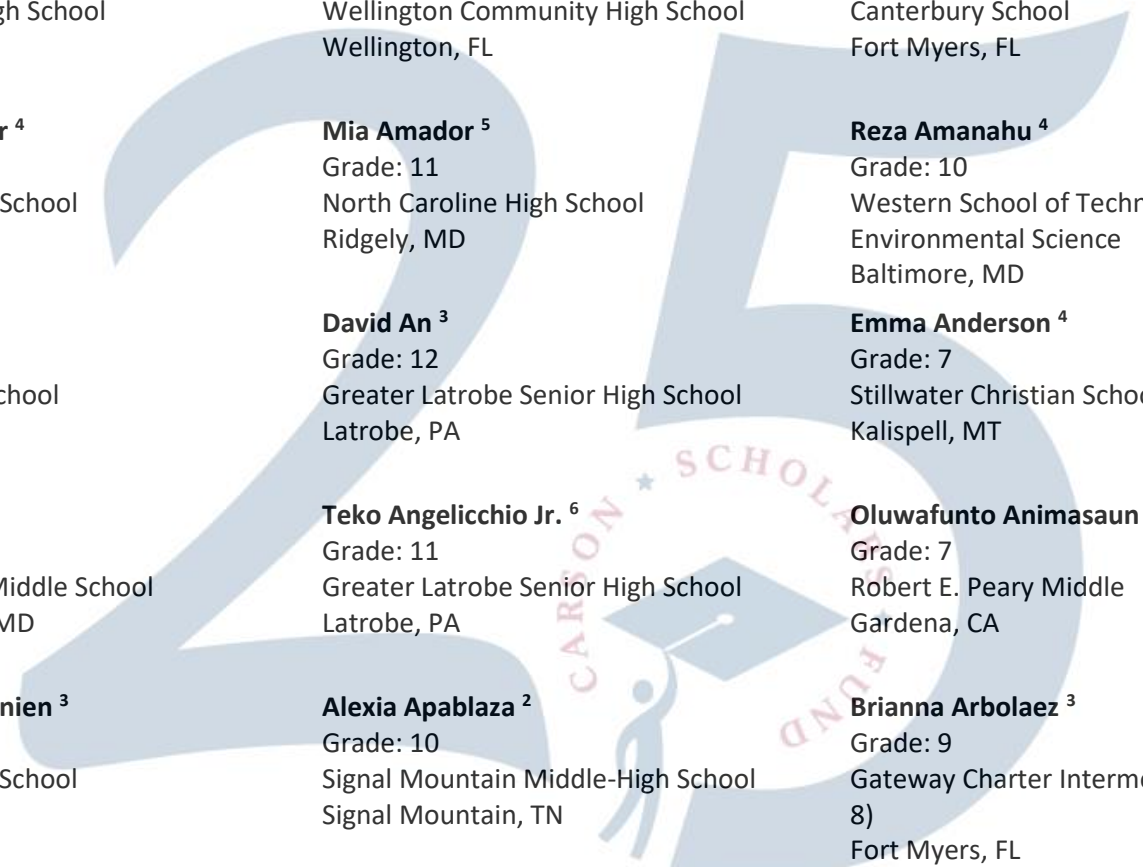 gh School
r 4
School
chool
Middle School
MD
nien 3
School
Wellington Community High School
Wellington, FL
Mia Amador 5
Grade: 11
North Caroline High School
Ridgely, MD
David An 3
Grade: 12
Greater Latrobe Senior High School
Latrobe, PA
Teko Angelicchio Jr. 6
Grade: 11
Greater Latrobe Senior High School
Latrobe, PA
Alexia Apablaza 2
Grade: 10
Signal Mountain Middle-High School
Signal Mountain, TN
Canterbury School
Fort Myers, FL
Reza Amanahu 4
Grade: 10
Western School of Techn
Environmental Science
Baltimore, MD
Emma Anderson 4
Grade: 7
Stillwater Christian Schoo
Kalispell, MT
Oluwafunto Animasaun
Grade: 7
Robert E. Peary Middle
Gardena, CA
Brianna Arbolaez 3
Grade: 9
Gateway Charter Interme
8)
Fort Myers, FL
25
CARSON ★ SCHOLARS ★ FUND